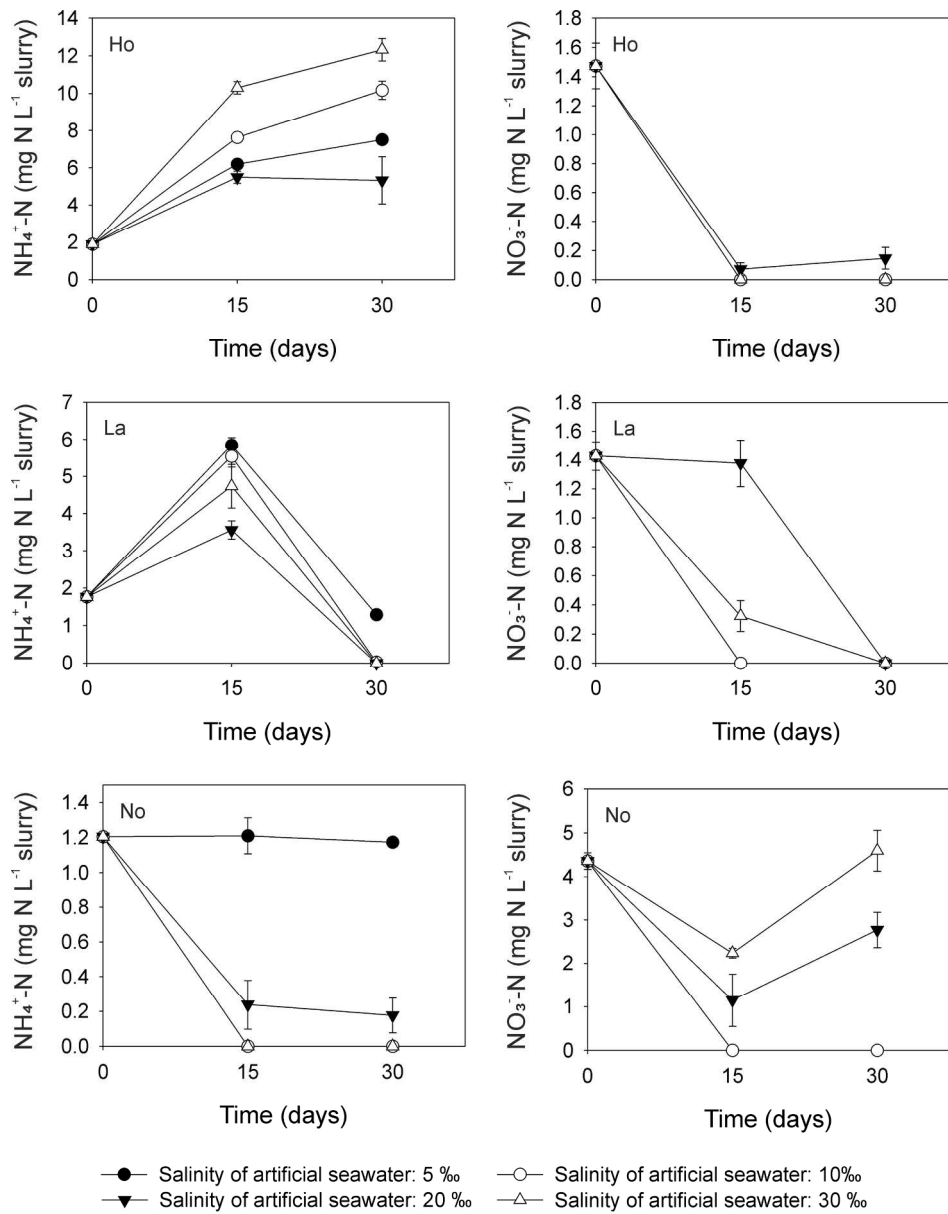 Ho
NH₄⁺-N (mg N L⁻¹ slurry)
14
12
10
8
6
4
2
0
0 15 30
Time (days)
Ho
NO₃⁻-N (mg N L⁻¹ slurry)
1.8
1.6
1.4
1.2
1.0
0.8
0.6
0.4
0.2
0.0
0 15 30
Time (days)
La
NH₄⁺-N (mg N L⁻¹ slurry)
7
6
5
4
3
2
1
0
0 15 30
Time (days)
La
NO₃⁻-N (mg N L⁻¹ slurry)
1.8
1.6
1.4
1.2
1.0
0.8
0.6
0.4
0.2
0.0
0 15 30
Time (days)
No
NH₄⁺-N (mg N L⁻¹ slurry)
1.4
1.2
1.0
0.8
0.6
0.4
0.2
0.0
0 15 30
Time (days)
No
NO₃⁻-N (mg N L⁻¹ slurry)
6
5
4
3
2
1
0
0 15 30
Time (days)
Salinity of artificial seawater: 5 ‰
Salinity of artificial seawater: 10‰
Salinity of artificial seawater: 20 ‰
Salinity of artificial seawater: 30 ‰